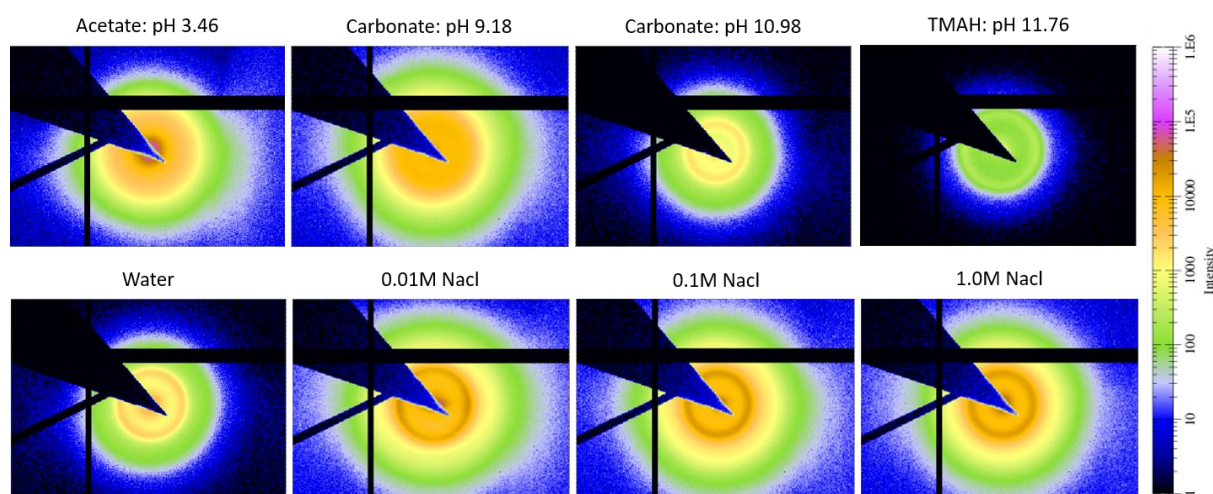 Acetate: pH 3.46
Carbonate: pH 9.18
Carbonate: pH 10.98
TMAH: pH 11.76
Water
0.01M Nacl
0.1M Nacl
1.0M Nacl
1.E6
1.E5
10000
1000
100
10
1
Intensity